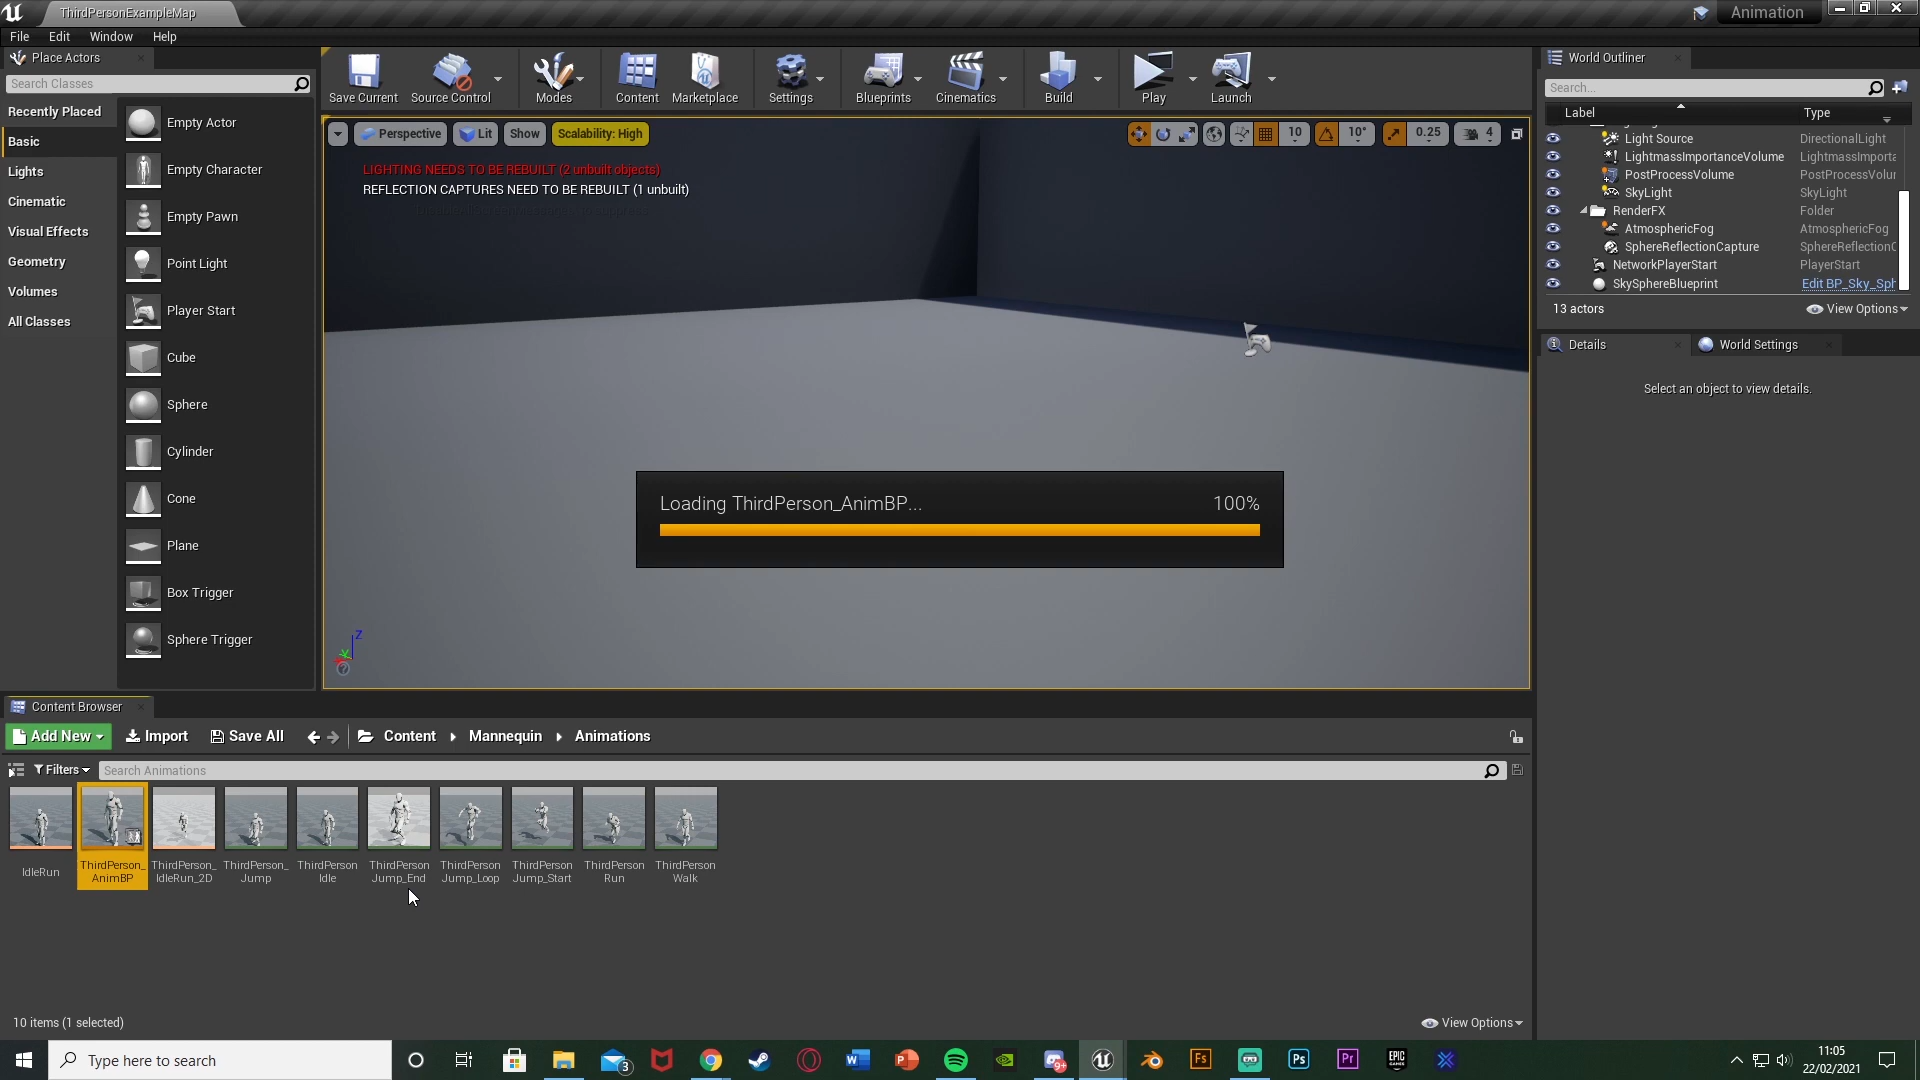 ThirdPersonExampleMap
Animation
File Edit Window Help
Place Actors
Search Classes
Recently Placed
Basic
Lights
Cinematic
Visual Effects
Geometry
Volumes
All Classes
Empty Actor
Empty Character
Empty Pawn
Point Light
Player Start
Cube
Sphere
Cylinder
Cone
Plane
Box Trigger
Sphere Trigger
Save Current Source Control Modes Content Marketplace Settings Blueprints Cinematics Build Play Launch
Perspective Lit Show Scalability: High
10 10° 0.25 4
LIGHTING NEEDS TO BE REBUILT (2 unbuilt objects)
REFLECTION CAPTURES NEED TO BE REBUILT (1 unbuilt)
Loading ThirdPerson_AnimBP... 100%
Z
World Outliner
Search...
Label Type
Light Source DirectionalLight
LightmassImportanceVolume LightmassImporta
PostProcessVolume PostProcessVolur
SkyLight SkyLight
RenderFX Folder
AtmosphericFog AtmosphericFog
SphereReflectionCapture SphereReflectionC
NetworkPlayerStart PlayerStart
SkySphereBlueprint Edit BP_Sky_Sph
13 actors View Options
Details World Settings
Select an object to view details.
Content Browser
Add New Import Save All Content Mannequin Animations
Filters Search Animations
IdleRun
ThirdPerson_
AnimBP
ThirdPerson_
IdleRun_2D
ThirdPerson_
Jump
ThirdPerson
Idle
ThirdPerson
Jump_End
ThirdPerson
Jump_Loop
ThirdPerson
Jump_Start
ThirdPerson
Run
ThirdPerson
Walk
10 items (1 selected) View Options
Type here to search
3
9+
11:05
22/02/2021